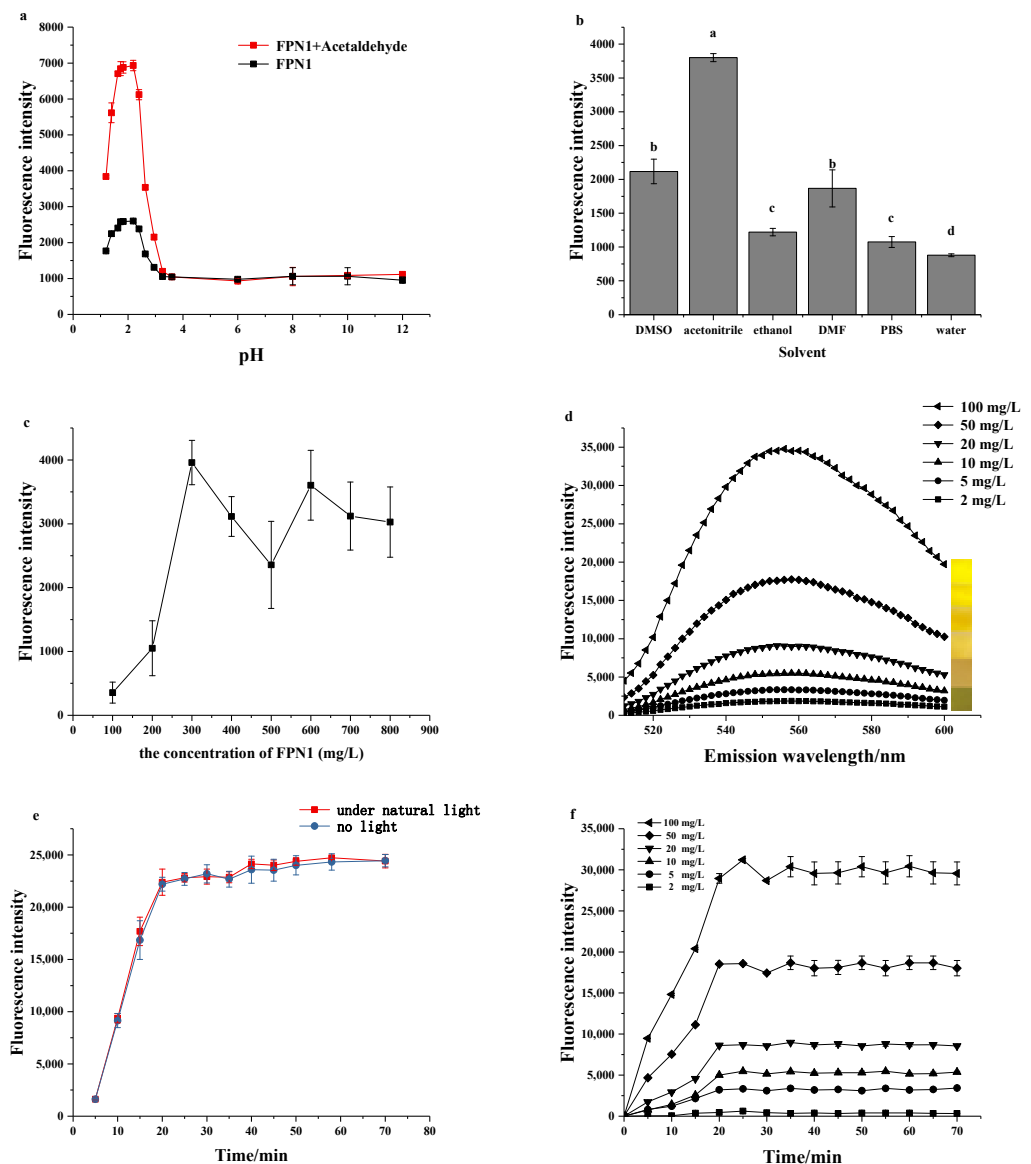 a
FPN1+Acetaldehyde
FPN1
Fluorescence intensity
8000
7000
6000
5000
4000
3000
2000
1000
0
0 2 4 6 8 10 12
pH
b
Fluorescence intensity
4000
3750
3500
3250
3000
2750
2500
2250
2000
1750
1500
1250
1000
750
500
250
0
a
b
b
c
c
d
DMSO acetonitrile ethanol DMF PBS water
Solvent
c
Fluorescence intensity
4000
3000
2000
1000
0
0 100 200 300 400 500 600 700 800 900
the concentration of FPN1 (mg/L)
d
100 mg/L
50 mg/L
20 mg/L
10 mg/L
5 mg/L
2 mg/L
Fluorescence intensity
35,000
30,000
25,000
20,000
15,000
10,000
5,000
0
520 540 560 580 600
Emission wavelength/nm
e
under natural light
no light
Fluorescence intensity
25,000
20,000
15,000
10,000
5,000
0
0 10 20 30 40 50 60 70 80
Time/min
f
100 mg/L
50 mg/L
20 mg/L
10 mg/L
5 mg/L
2 mg/L
Fluorescence intensity
35,000
30,000
25,000
20,000
15,000
10,000
5,000
0
0 10 20 30 40 50 60 70
Time/min